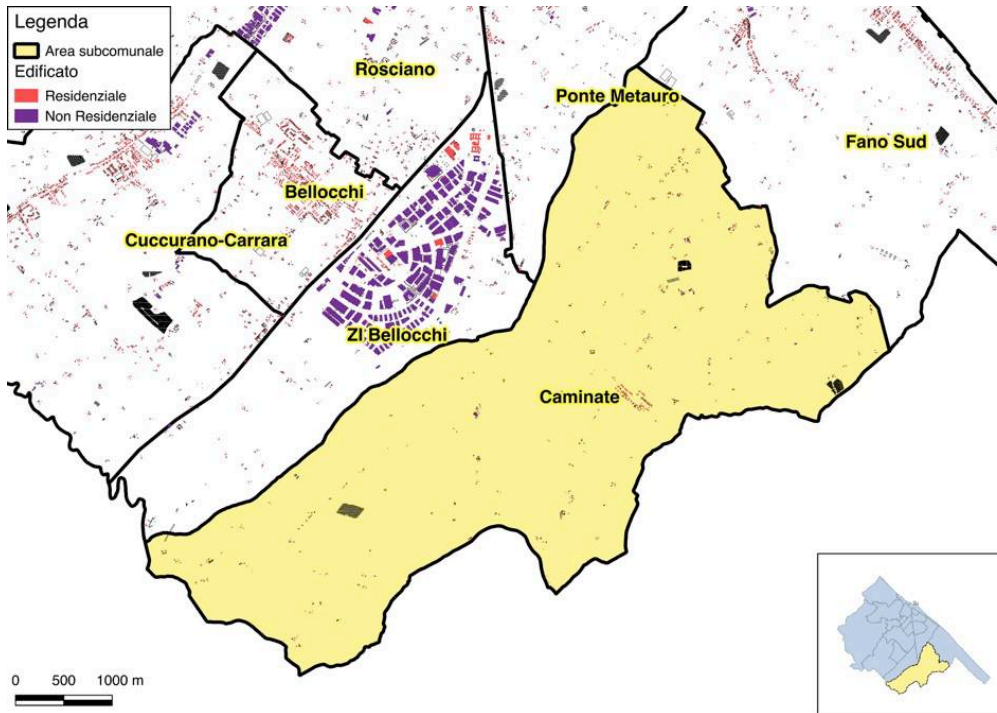 Legenda
Area subcomunale
Edificato
Residenziale
Non Residenziale
Rosciano
Ponte Metauro
Fano Sud
Bellocchi
Cuccurano-Carrara
ZI Bellocchi
Caminate
0 500 1000 m